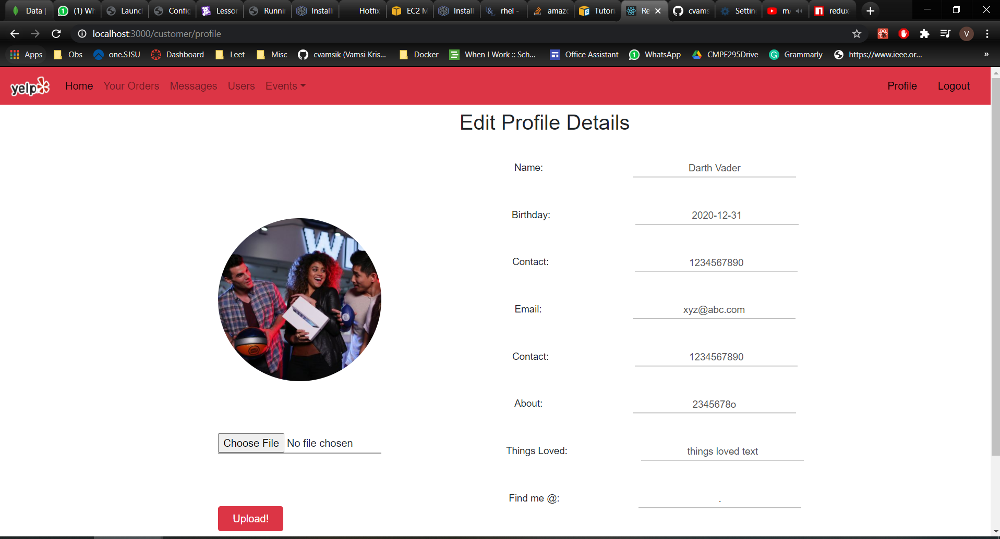 Data | (1) Wh Launc Config Lesson Runnin Installi Hotfix EC2 M Install rhel - amazo Tutori Re cvams Settin m redux
localhost:3000/customer/profile V
Apps Obs one.SJSU Dashboard Leet Misc cvamsik (Vamsi Kris... Docker When I Work :: Sch... Office Assistant WhatsApp CMPE295Drive Grammarly https://www.ieee.or... »
yelp Home Your Orders Messages Users Events Profile Logout
Edit Profile Details
Name: Darth Vader
Birthday: 2020-12-31
Contact: 1234567890
Email: xyz@abc.com
Contact: 1234567890
About: 2345678o
Things Loved: things loved text
Find me @: .
Choose File No file chosen
Upload!